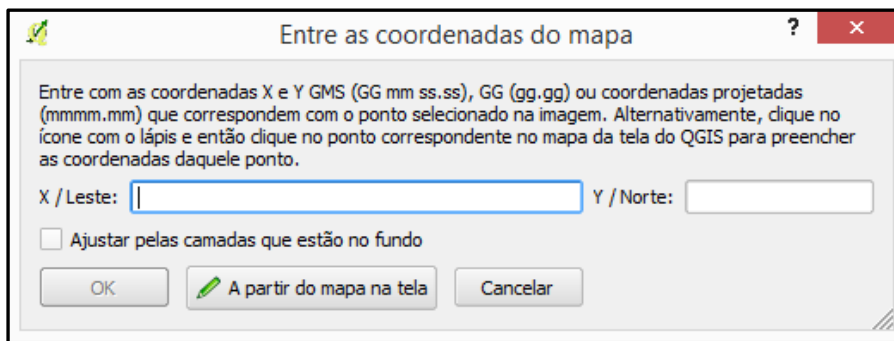 Entre as coordenadas do mapa ?
Entre com as coordenadas X e Y GMS (GG mm ss.ss), GG (gg.gg) ou coordenadas projetadas
(mmmm.mm) que correspondem com o ponto selecionado na imagem. Alternativamente, clique no
ícone com o lápis e então clique no ponto correspondente no mapa da tela do QGIS para preencher
as coordenadas daquele ponto.
X / Leste: Y / Norte:
Ajustar pelas camadas que estão no fundo
OK A partir do mapa na tela Cancelar